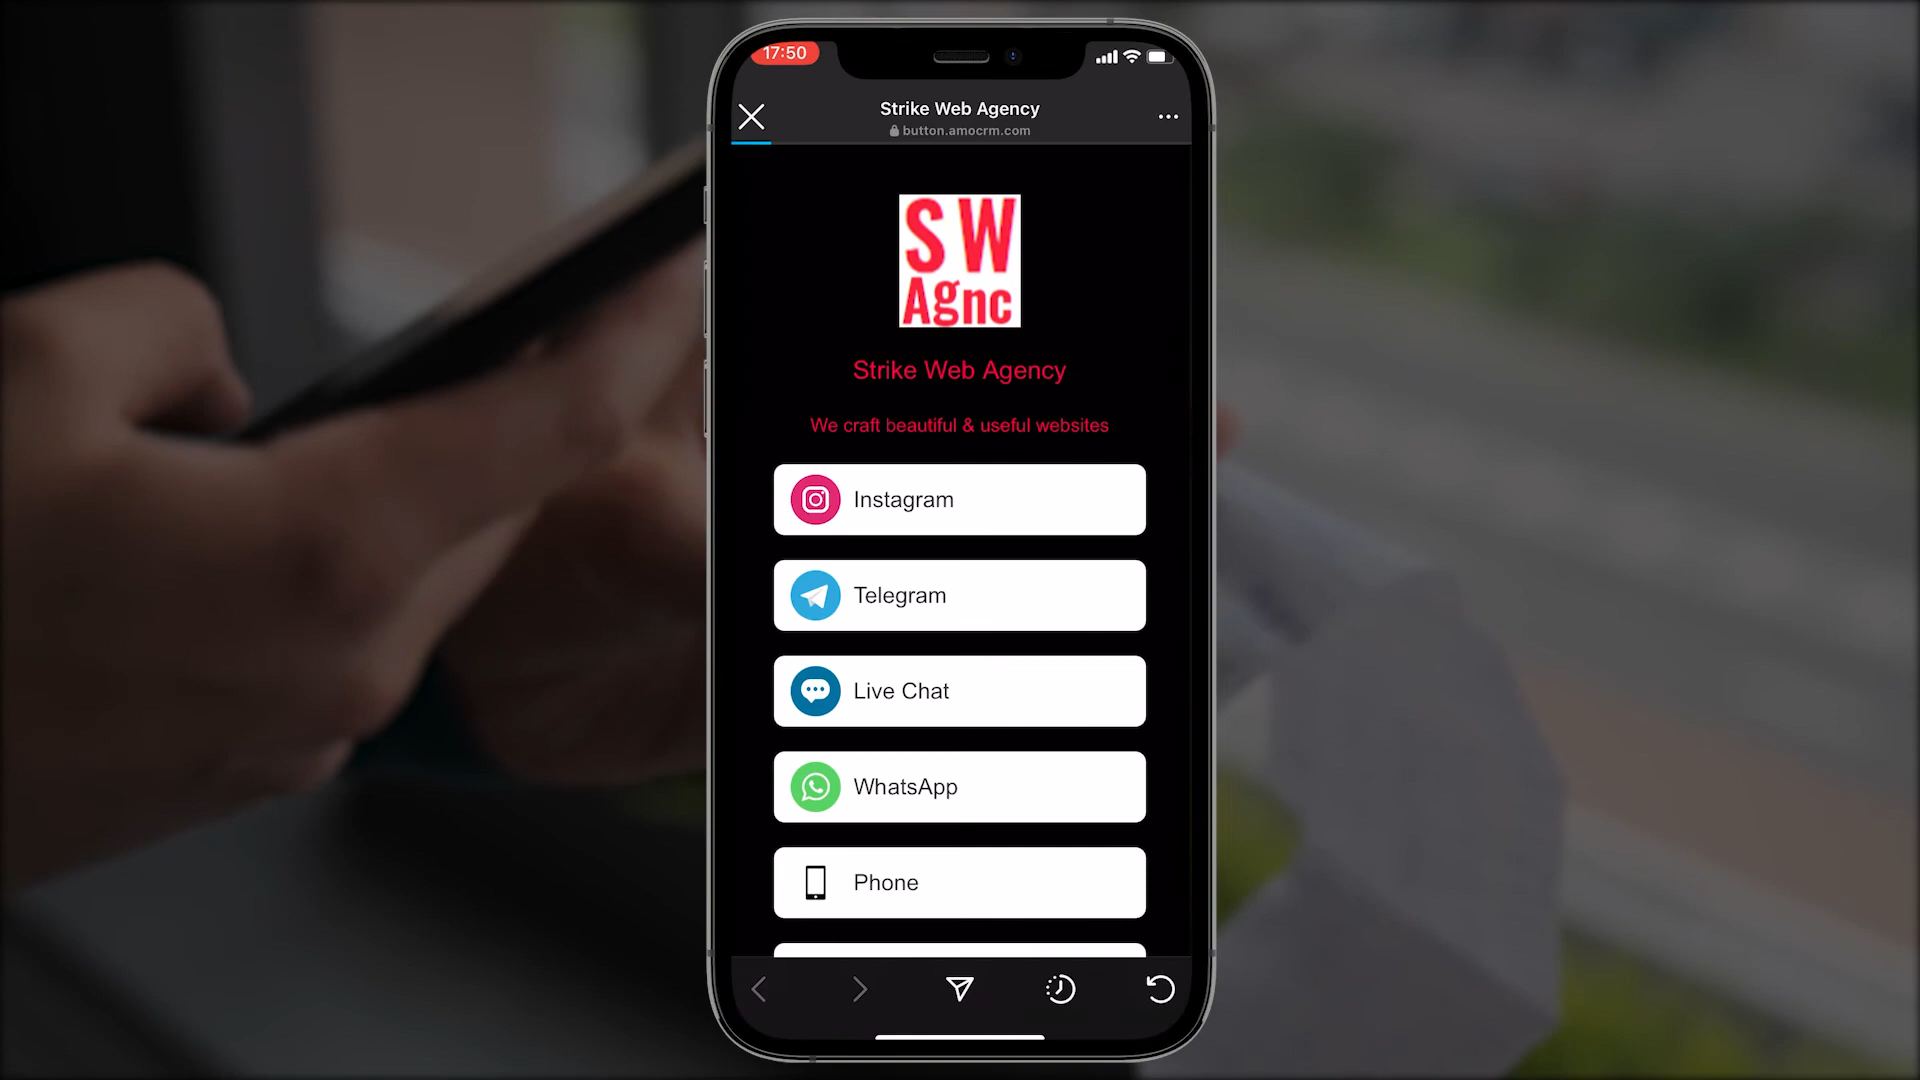 17:50
Strike Web Agency
button.amocrm.com
S W
Agnc
Strike Web Agency
We craft beautiful & useful websites
Instagram
Telegram
Live Chat
WhatsApp
Phone